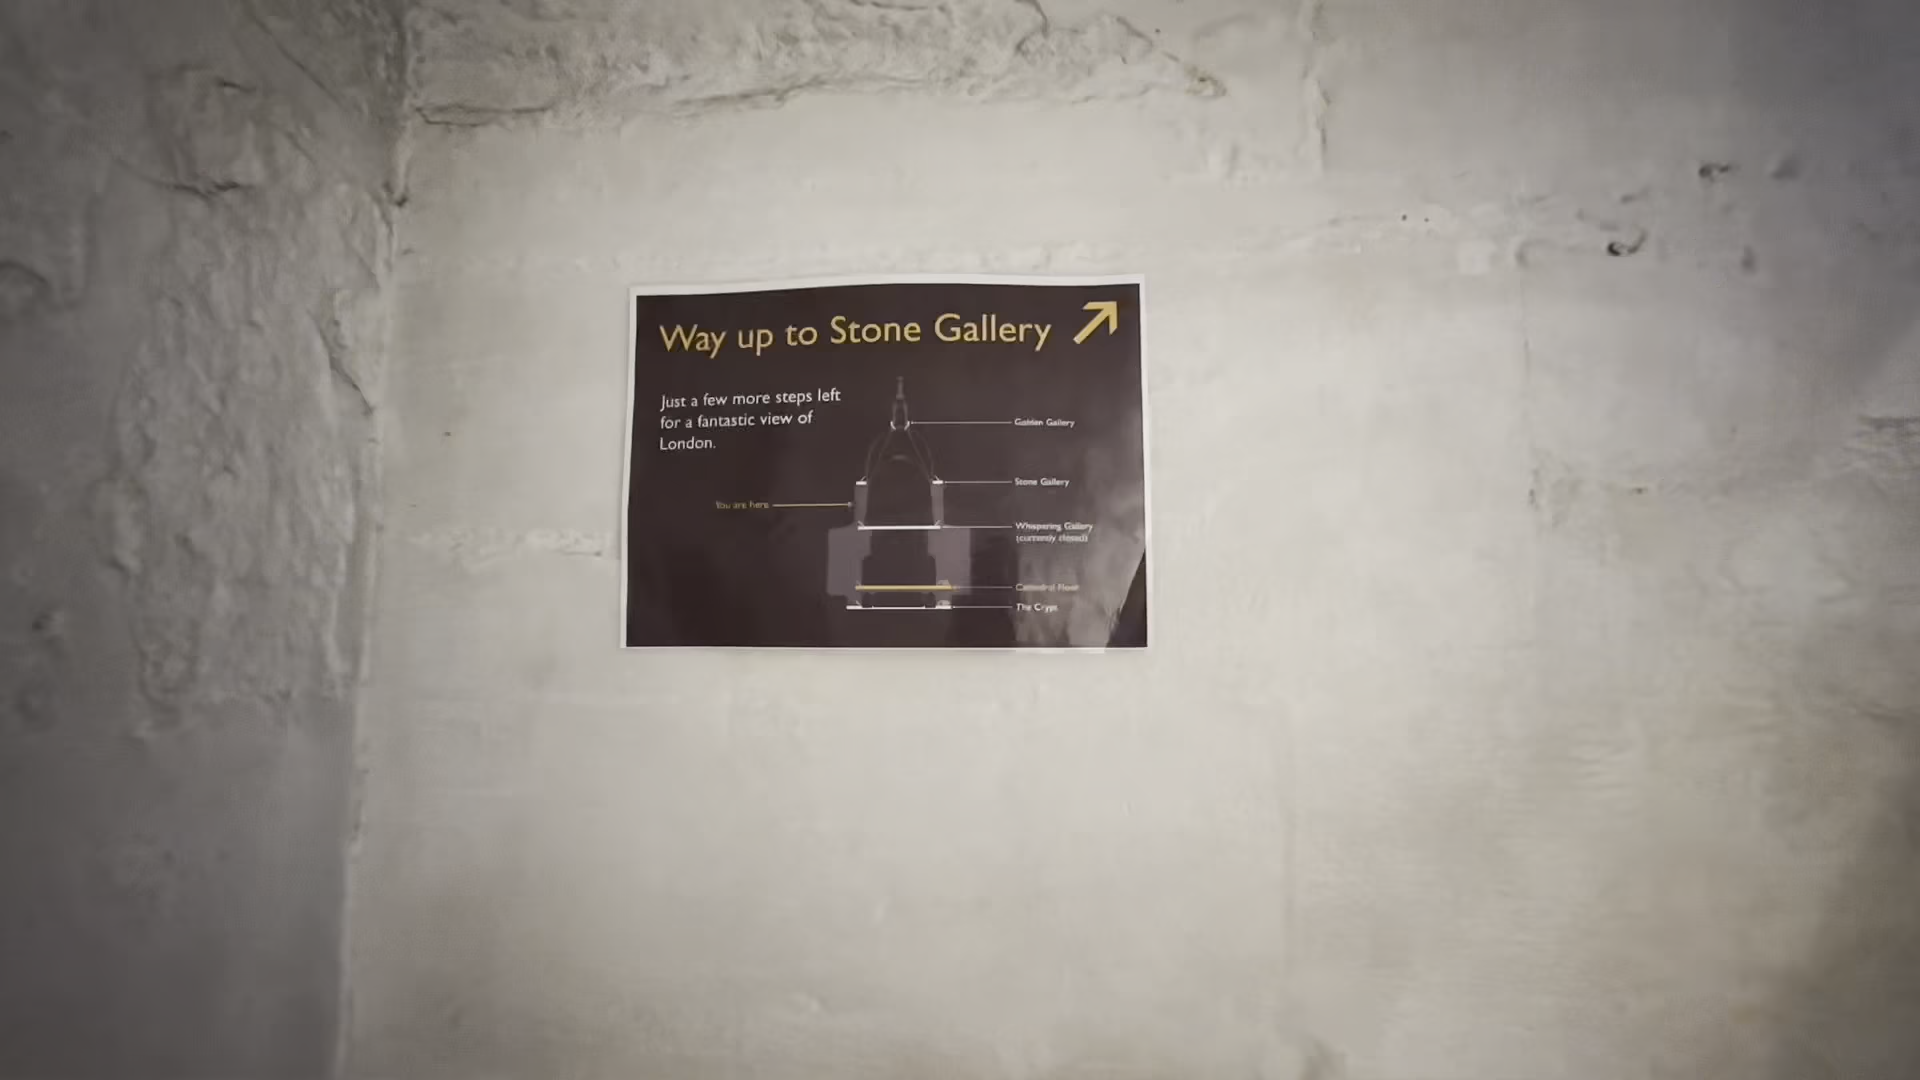 Way up to Stone Gallery
Just a few more steps left
for a fantastic view of
London.
Golden Gallery
Stone Gallery
You are here
Whispering Gallery
(currently closed)
Cathedral Floor
The Crypt